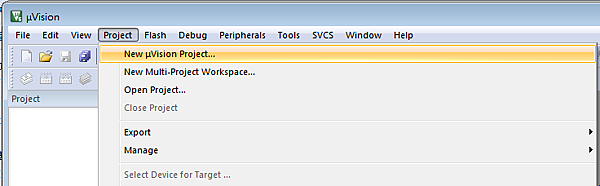 µVision
File Edit View Project Flash Debug Peripherals Tools SVCS Window Help
New µVision Project...
New Multi-Project Workspace...
Project
Open Project...
Close Project
Export
Manage
Select Device for Target ...